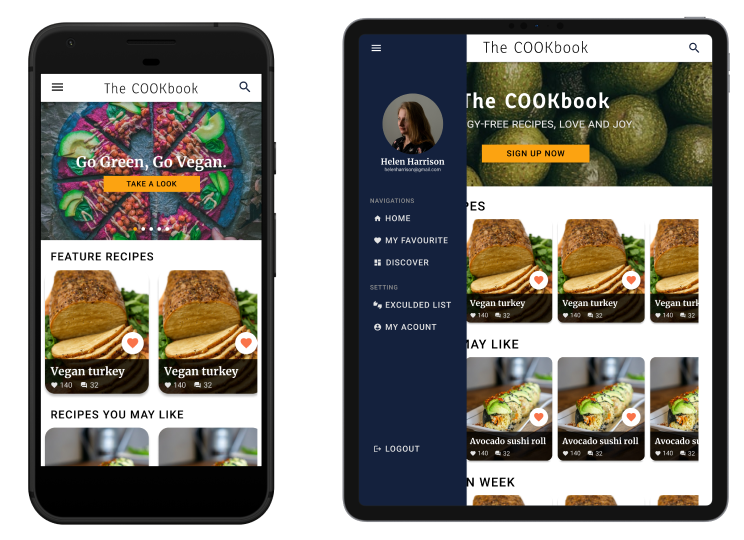 The COOKbook
Go Green, Go Vegan.
TAKE A LOOK
FEATURE RECIPES
Vegan turkey
140 32
Vegan turkey
140 32
RECIPES YOU MAY LIKE
The COOKbook
The COOKbook
GY-FREE RECIPES, LOVE AND JOY.
SIGN UP NOW
Helen Harrison
helenharrison@gmail.com
NAVIGATIONS
HOME
MY FAVOURITE
DISCOVER
SETTING
EXCULDED LIST
MY ACOUNT
LOGOUT
PES
Vegan turkey
140 32
Vegan turkey
140 32
Vegan turk
140 32
MAY LIKE
Avocado sushi roll
140 32
Avocado sushi roll
140 32
Avocado su
140 32
N WEEK